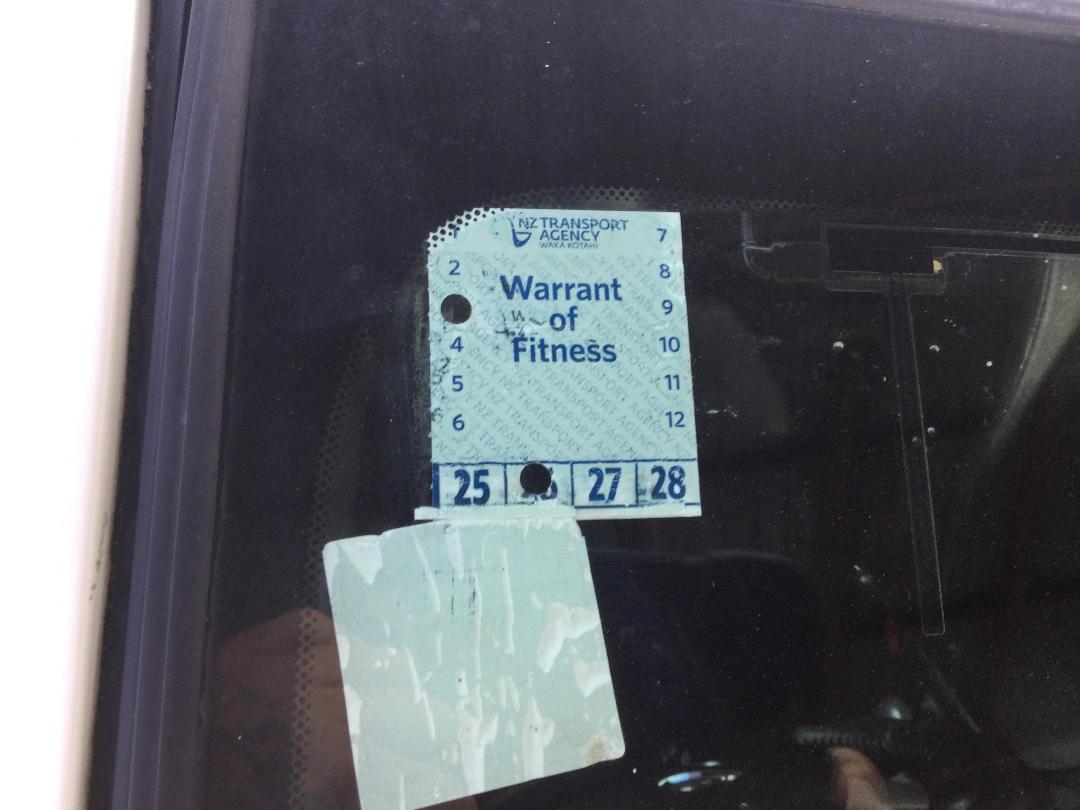 NZ TRANSPORT
AGENCY
WAKA KOTAHI
Warrant
of
Fitness
1
2
4
5
6
7
8
9
10
11
12
25 26 27 28